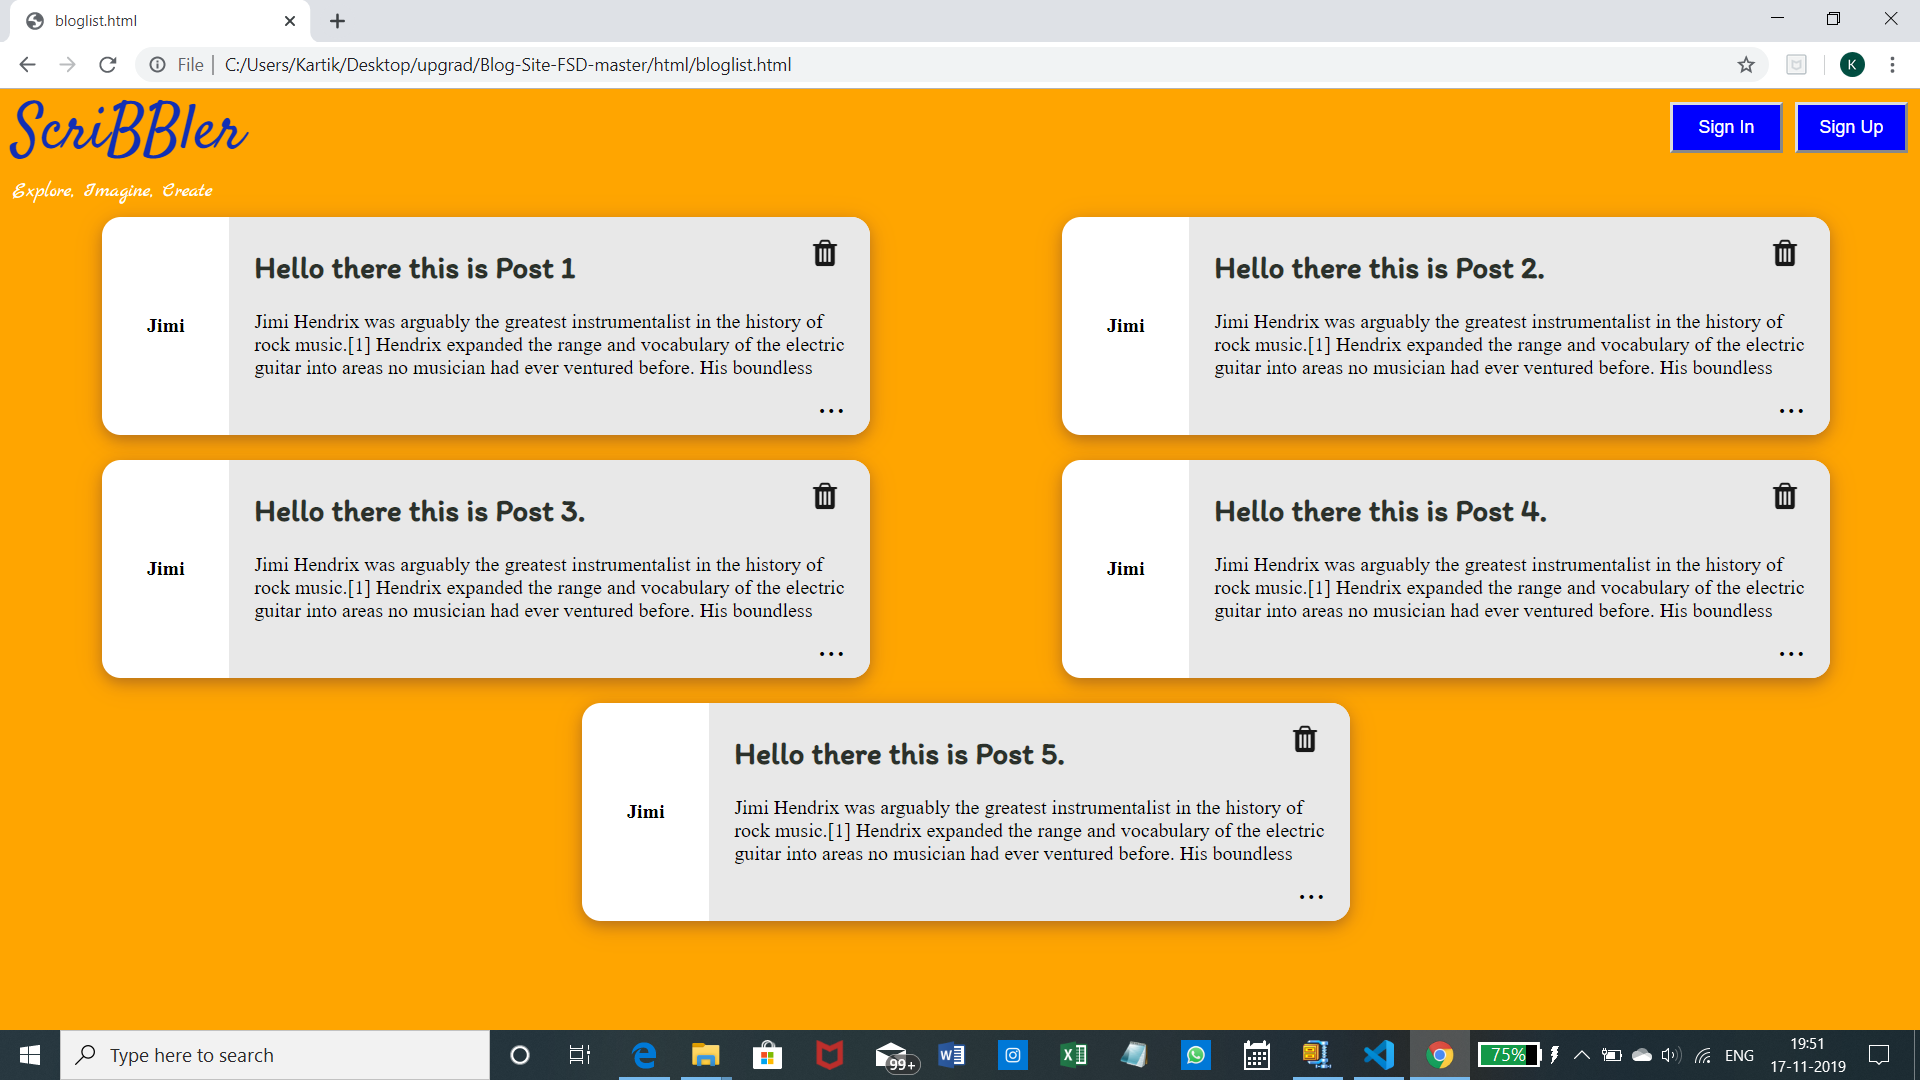 bloglist.html
File | C:/Users/Kartik/Desktop/upgrad/Blog-Site-FSD-master/html/bloglist.html
K
ScriBBler
Sign In
Sign Up
Explore, Imagine, Create
Jimi
Hello there this is Post 1
Jimi Hendrix was arguably the greatest instrumentalist in the history of
rock music.[1] Hendrix expanded the range and vocabulary of the electric
guitar into areas no musician had ever ventured before. His boundless
...
Jimi
Hello there this is Post 2.
Jimi Hendrix was arguably the greatest instrumentalist in the history of
rock music.[1] Hendrix expanded the range and vocabulary of the electric
guitar into areas no musician had ever ventured before. His boundless
...
Jimi
Hello there this is Post 3.
Jimi Hendrix was arguably the greatest instrumentalist in the history of
rock music.[1] Hendrix expanded the range and vocabulary of the electric
guitar into areas no musician had ever ventured before. His boundless
...
Jimi
Hello there this is Post 4.
Jimi Hendrix was arguably the greatest instrumentalist in the history of
rock music.[1] Hendrix expanded the range and vocabulary of the electric
guitar into areas no musician had ever ventured before. His boundless
...
Jimi
Hello there this is Post 5.
Jimi Hendrix was arguably the greatest instrumentalist in the history of
rock music.[1] Hendrix expanded the range and vocabulary of the electric
guitar into areas no musician had ever ventured before. His boundless
...
Type here to search
99+
75%
ENG
19:51
17-11-2019